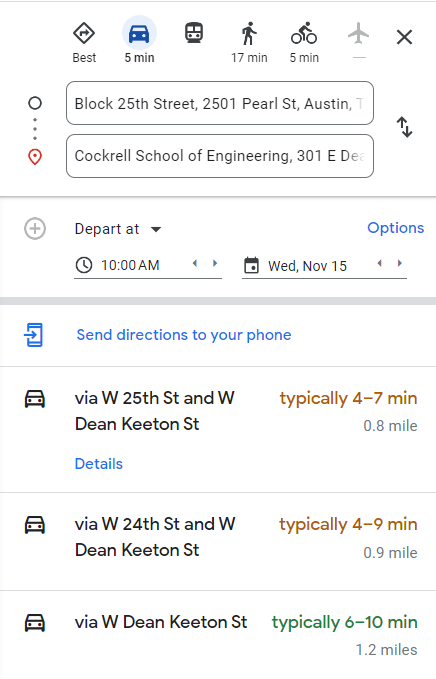 Best
5 min
17 min
5 min
—
Block 25th Street, 2501 Pearl St, Austin, T
Cockrell School of Engineering, 301 E Dea
Depart at
Options
10:00 AM
Wed, Nov 15
Send directions to your phone
via W 25th St and W
Dean Keeton St
typically 4–7 min
0.8 mile
Details
via W 24th St and W
Dean Keeton St
typically 4–9 min
0.9 mile
via W Dean Keeton St
typically 6–10 min
1.2 miles